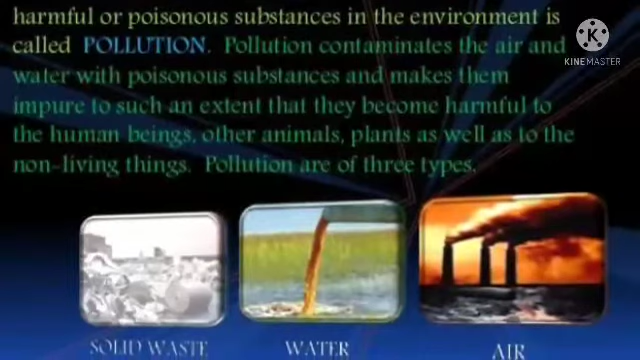 harmful or poisonous substances in the environment is
called POLLUTION. Pollution contaminates the air and
water with poisonous substances and makes them
impure to such an extent that they become harmful to
the human beings, other animals, plants as well as to the
non-living things. Pollution are of three types.
SOLID WASTE
WATER
AIR
K
KINEMASTER